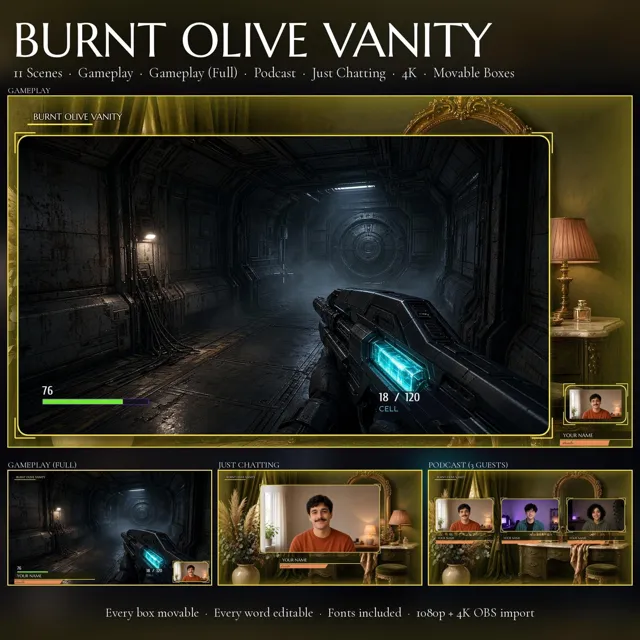 BURNT OLIVE VANITY
11 Scenes · Gameplay · Gameplay (Full) · Podcast · Just Chatting · 4K · Movable Boxes
GAMEPLAY
BURNT OLIVE VANITY
76
18 / 120
CELL
YOUR NAME
GAMEPLAY (FULL)
JUST CHATTING
PODCAST (3 GUESTS)
76
YOUR NAME
YOUR NAME
Every box movable · Every word editable · Fonts included · 1080p + 4K OBS import